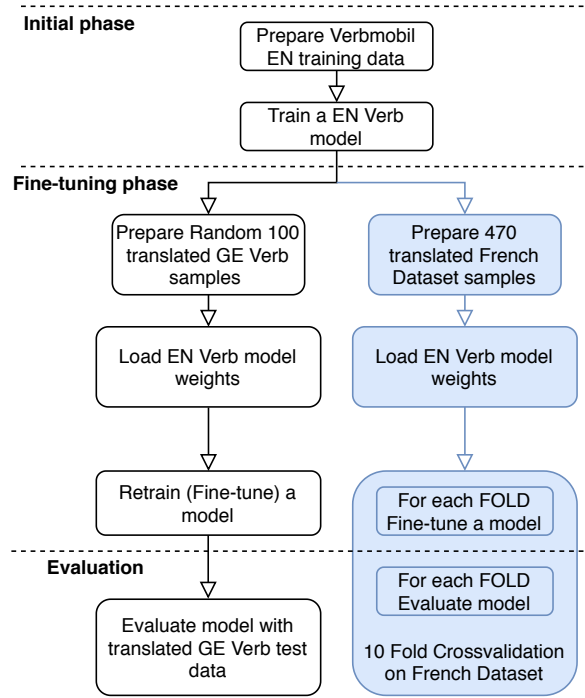 Initial phase
Prepare Verbmobil
EN training data
Train a EN Verb
model
Fine-tuning phase
Prepare Random 100
translated GE Verb
samples
Prepare 470
translated French
Dataset samples
Load EN Verb model
weights
Load EN Verb model
weights
Retrain (Fine-tune) a
model
For each FOLD
Fine-tune a model
Evaluation
Evaluate model with
translated GE Verb test
data
For each FOLD
Evaluate model
10 Fold Crossvalidation
on French Dataset